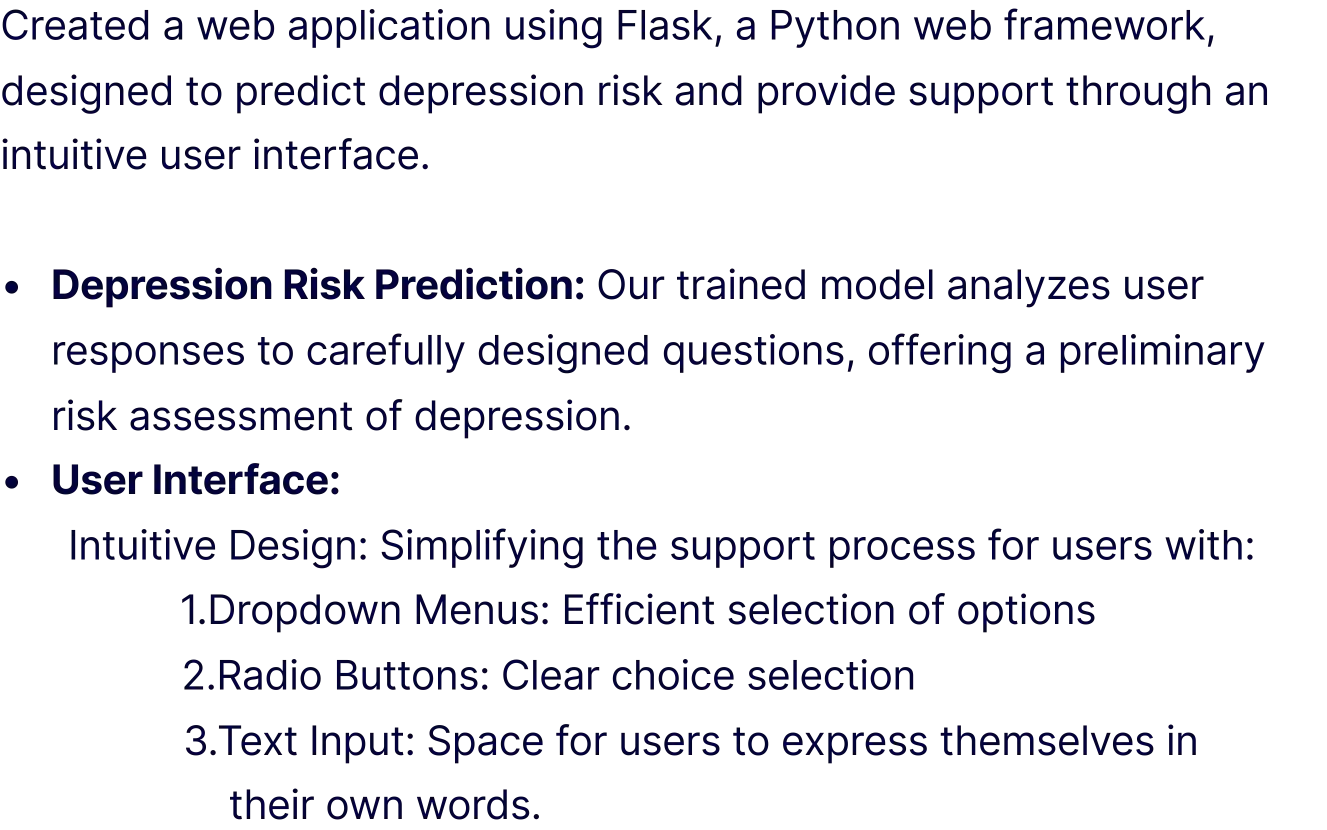 Created a web application using Flask, a Python web framework,
designed to predict depression risk and provide support through an
intuitive user interface.
• Depression Risk Prediction: Our trained model analyzes user
responses to carefully designed questions, offering a preliminary
risk assessment of depression.
• User Interface:
Intuitive Design: Simplifying the support process for users with:
1.Dropdown Menus: Efficient selection of options
2.Radio Buttons: Clear choice selection
3.Text Input: Space for users to express themselves in
their own words.